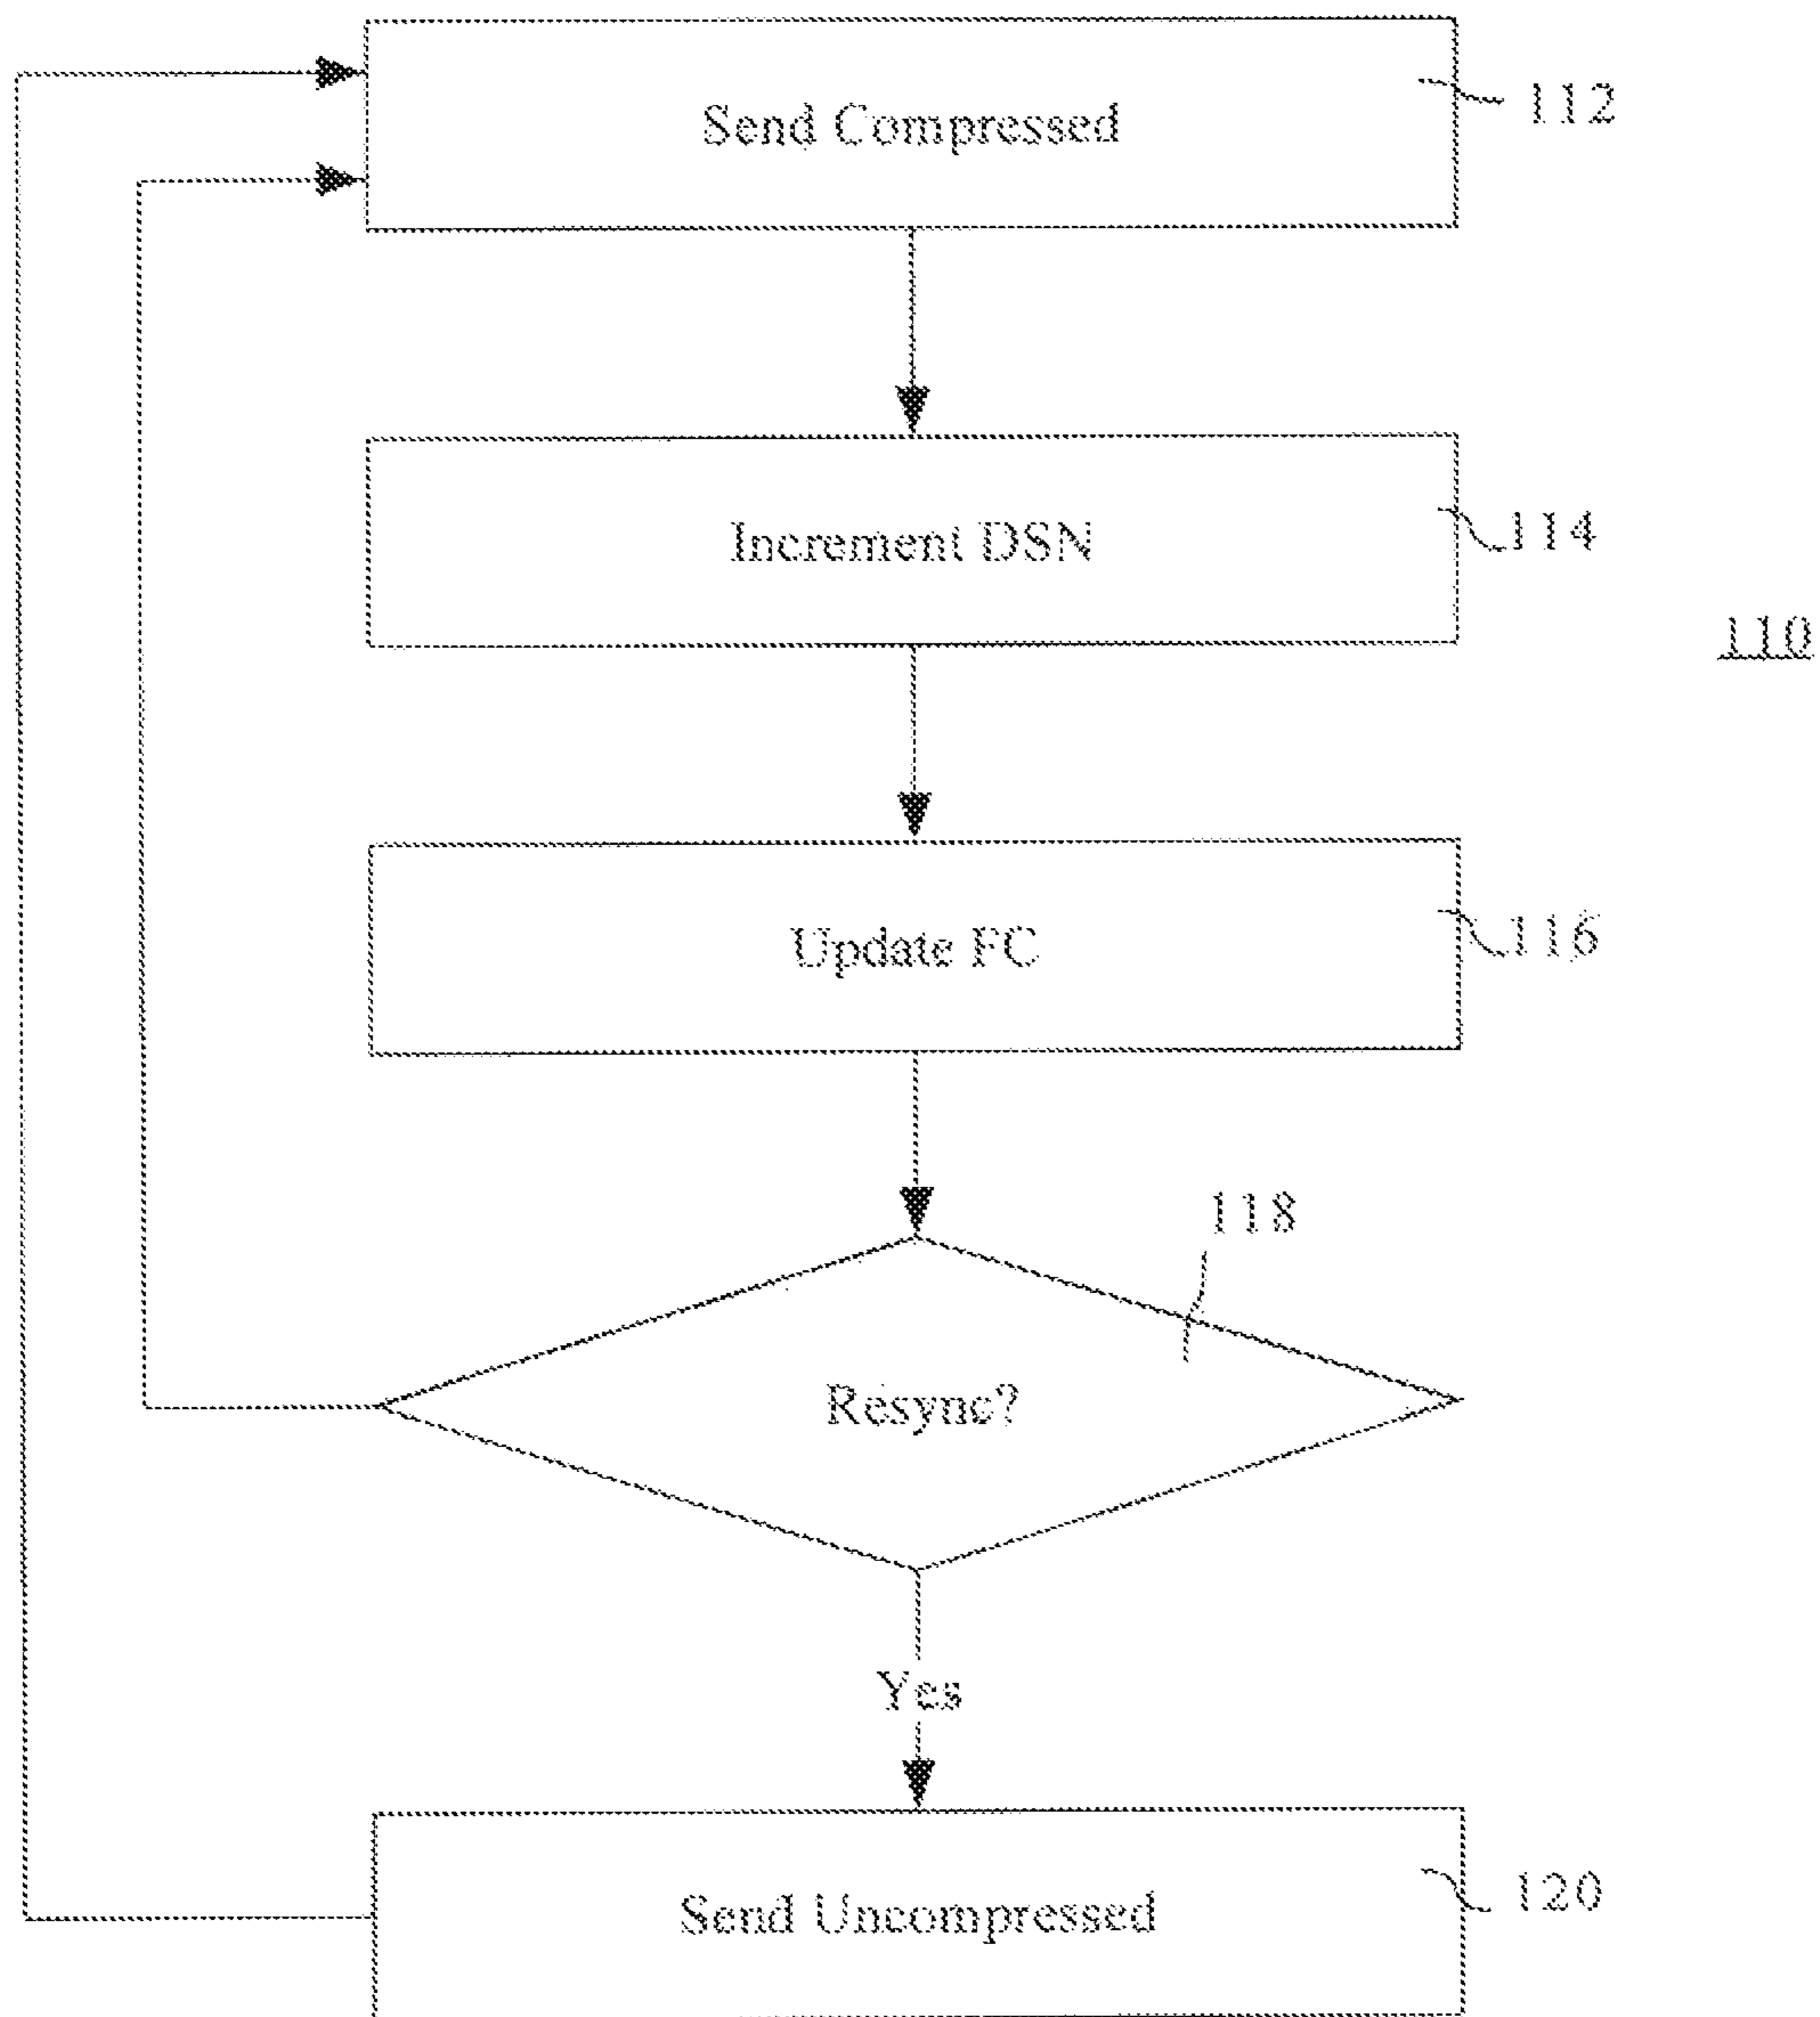 Send Compressed
112
Increment DSN
114
110
Update FC
116
118
Resync?
Yes
Send Uncompressed
120